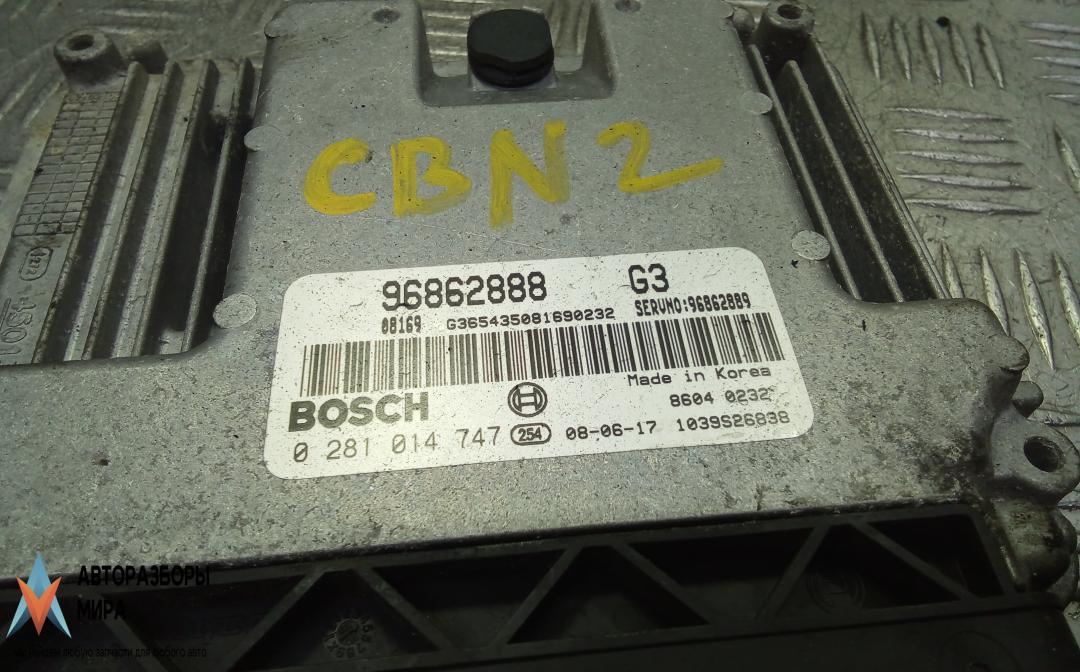 CBN2
96862888 G3
08169 G365435081690232 SERVNO:96862889
Made in Korea
BOSCH
8604 0232
0 281 014 747 254 08-06-17 1039S26838
АВТОРАЗБОРЫ
МИРА